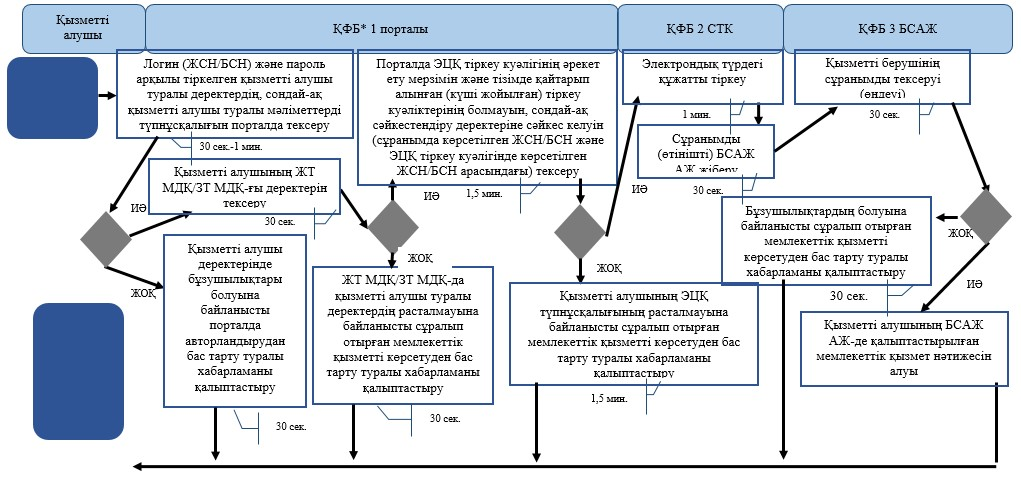 Қызметті
алушы
ҚФБ* 1 порталы
ҚФБ 2 СТК
ҚФБ 3 БСАЖ
Логин (ЖСН/БСН) және пароль
арқылы тіркелген қызметті алушы
туралы деректердің, сондай-ақ
қызметті алушы туралы мәліметтерді
түпнұсқалығын порталда тексеру
30 сек.-1 мин.
Қызметті алушының ЖТ
МДҚ/ЗТ МДҚ-ғы деректерін
тексеру
30 сек.
ИӘ
ЖОҚ
Қызметті алушы
деректерінде
бұзушылықтары
болуына
байланысты
порталда
авторландырудан
бас тарту туралы
хабарламаны
қалыптастыру
30 сек.
Порталда ЭЦҚ тіркеу куәлігінің әрекет
ету мерзімін және тізімде қайтарып
алынған (күші жойылған) тіркеу
куәліктерінің болмауын, сондай-ақ
сәйкестендіру деректеріне сәйкес келуін
(сұранымда көрсетілген ЖСН/БСН және
ЭЦҚ тіркеу куәлігінде көрсетілген
ЖСН/БСН арасындағы) тексеру
1,5 мин.
ИӘ
ЖОҚ
ЖТ МДҚ/ЗТ МДҚ-да
қызметті алушы туралы
деректердің расталмауына
байланысты сұралып
отырған мемлекеттік
қызметті көрсетуден бас
тарту туралы хабарламаны
қалыптастыру
30 сек.
ИӘ
ЖОҚ
Қызметті алушының ЭЦҚ
түпнұсқалығының расталмауына
байланысты сұралып отырған
мемлекеттік қызметті көрсетуден бас
тарту туралы хабарламаны
қалыптастыру
1,5 мин.
Электрондық түрдегі
құжатты тіркеу
1 мин.
Сұранымды
(өтінішті) БСАЖ
АЖ жіберу
30 сек.
Қызметті берушінің
сұранымды тексеруі
(өңдеуі)
30 сек.
Бұзушылықтардың болуына
байланысты сұралып отырған
мемлекеттік қызметті
көрсетуден бас тарту туралы
хабарламаны қалыптастыру
30 сек.
ЖОҚ
ИӘ
Қызметті алушының БСАЖ
АЖ-де қалыптастырылған
мемлекеттік қызмет нәтижесін
алуы